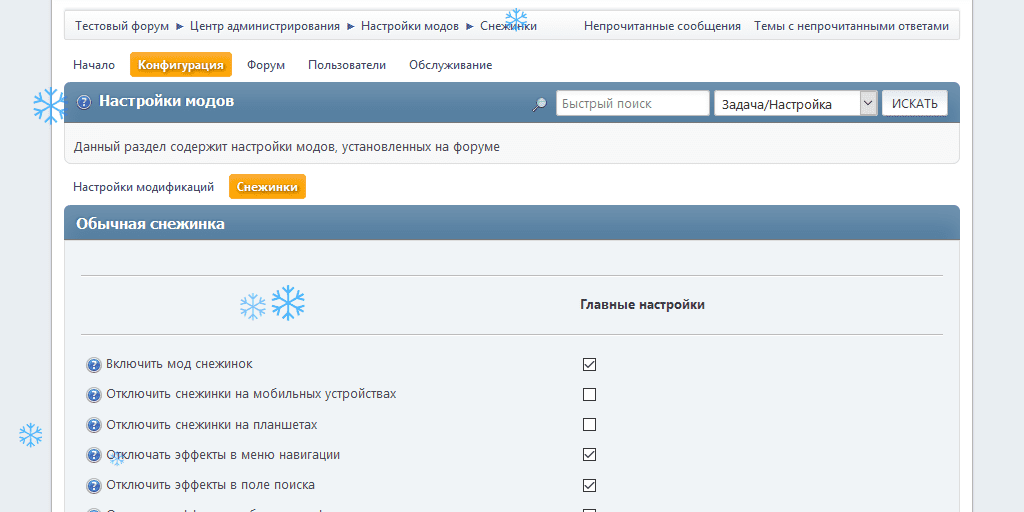 Тестовый форум ► Центр администрирования ► Настройки модов ► Снежинки Непрочитанные сообщения Темы с непрочитанными ответами
Начало Конфигурация Форум Пользователи Обслуживание
Настройки модов Быстрый поиск Задача/Настройка ИСКАТЬ
Данный раздел содержит настройки модов, установленных на форуме
Настройки модификаций Снежинки
Обычная снежинка
Главные настройки
Включить мод снежинок
Отключить снежинки на мобильных устройствах
Отключить снежинки на планшетах
Отключать эффекты в меню навигации
Отключить эффекты в поле поиска